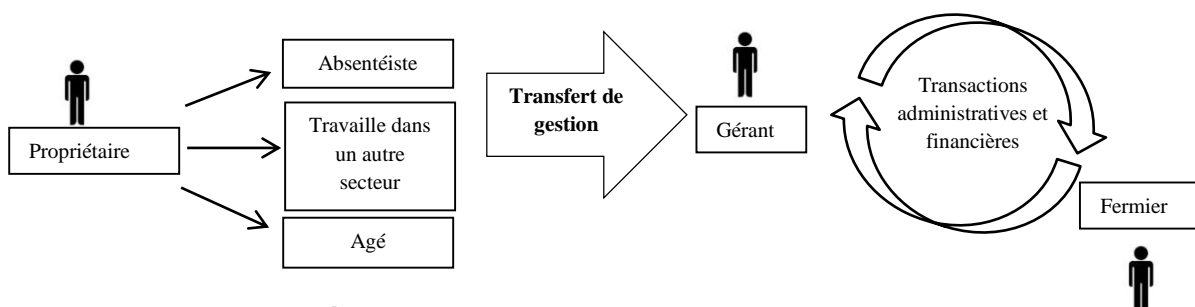 Propriétaire
Absentéiste
Travaille dans
un autre
secteur
Agé
Transfert de
gestion
Gérant
Transactions
administratives et
financières
Fermier